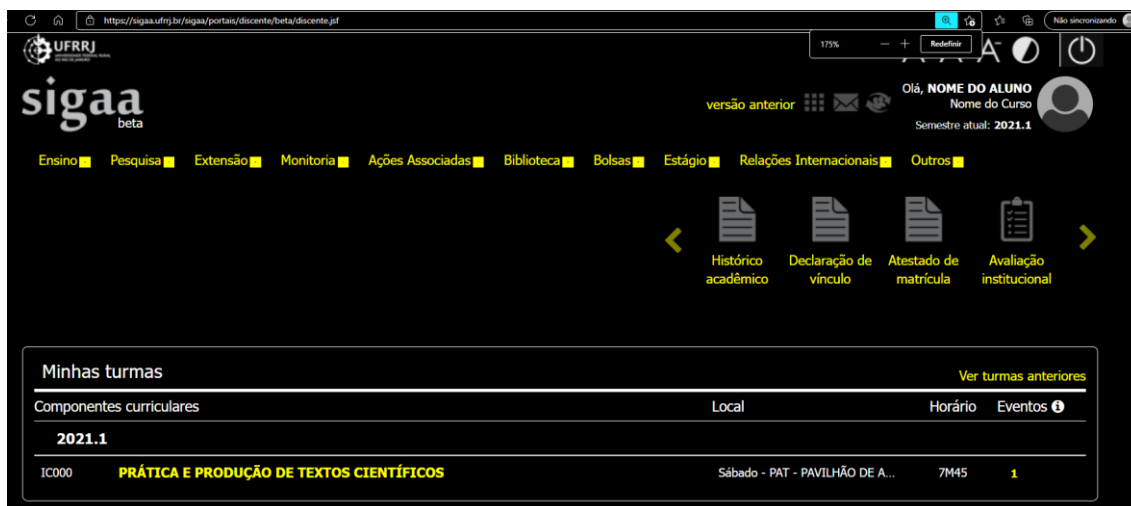 https://sigaa.ufrrj.br/sigaa/portais/discente/beta/discente.jsf
Não sincronizando
UFRRJ
175% — + Redefinir
A-
sigaa
beta
versão anterior
Olá, NOME DO ALUNO
Nome do Curso
Semestre atual: 2021.1
Ensino Pesquisa Extensão Monitoria Ações Associadas Biblioteca Bolsas Estágio Relações Internacionais Outros
Histórico acadêmico
Declaração de vínculo
Atestado de matrícula
Avaliação institucional
Minhas turmas
Ver turmas anteriores
Componentes curriculares Local Horário Eventos
2021.1
IC000 PRÁTICA E PRODUÇÃO DE TEXTOS CIENTÍFICOS Sábado - PAT - PAVILHÃO DE A... 7M45 1